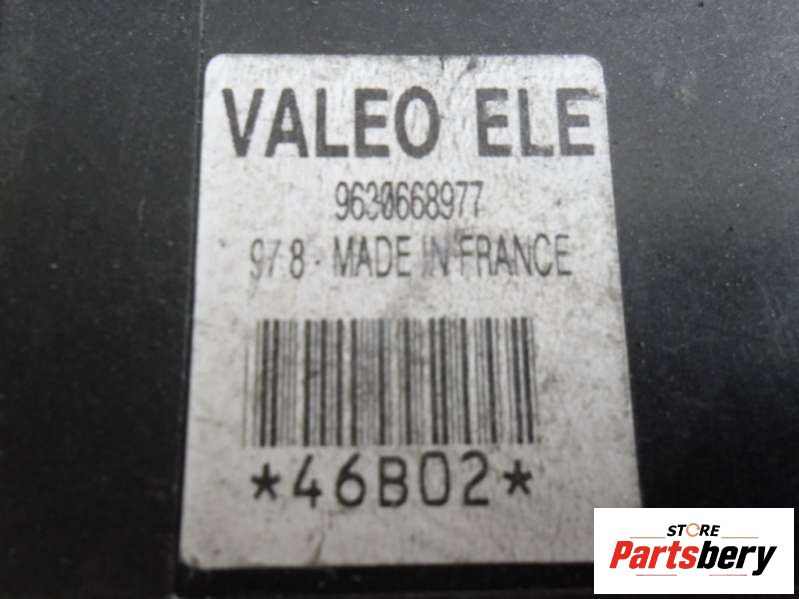 VALEO ELE
9630668977
97 8 - MADE IN FRANCE
*46B02*
STORE
Partsbery